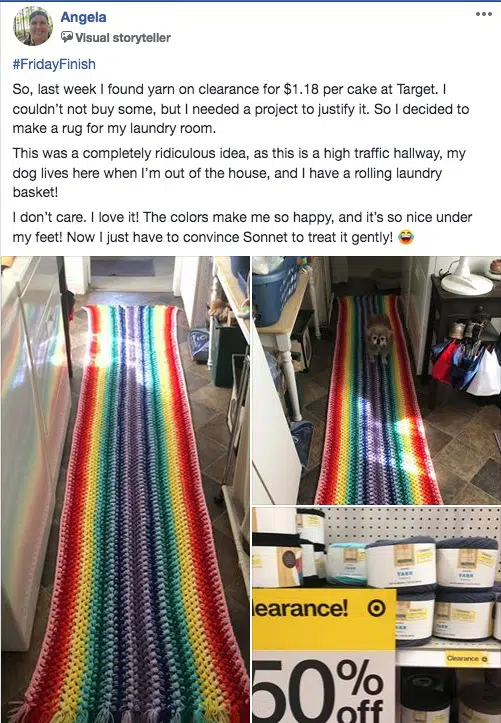 Angela
Visual storyteller
#FridayFinish
So, last week I found yarn on clearance for $1.18 per cake at Target. I
couldn't not buy some, but I needed a project to justify it. So I decided to
make a rug for my laundry room.
This was a completely ridiculous idea, as this is a high traffic hallway, my
dog lives here when I'm out of the house, and I have a rolling laundry
basket!
I don't care. I love it! The colors make me so happy, and it's so nice under
my feet! Now I just have to convince Sonnet to treat it gently! 😂
YARN
YARN
earance!
Clearance
50%
off